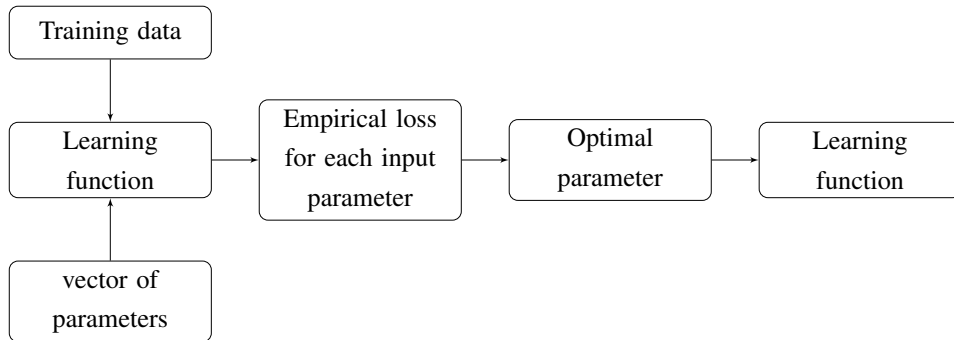 Training data
Learning
function
Empirical loss
for each input
parameter
Optimal
parameter
Learning
function
vector of
parameters